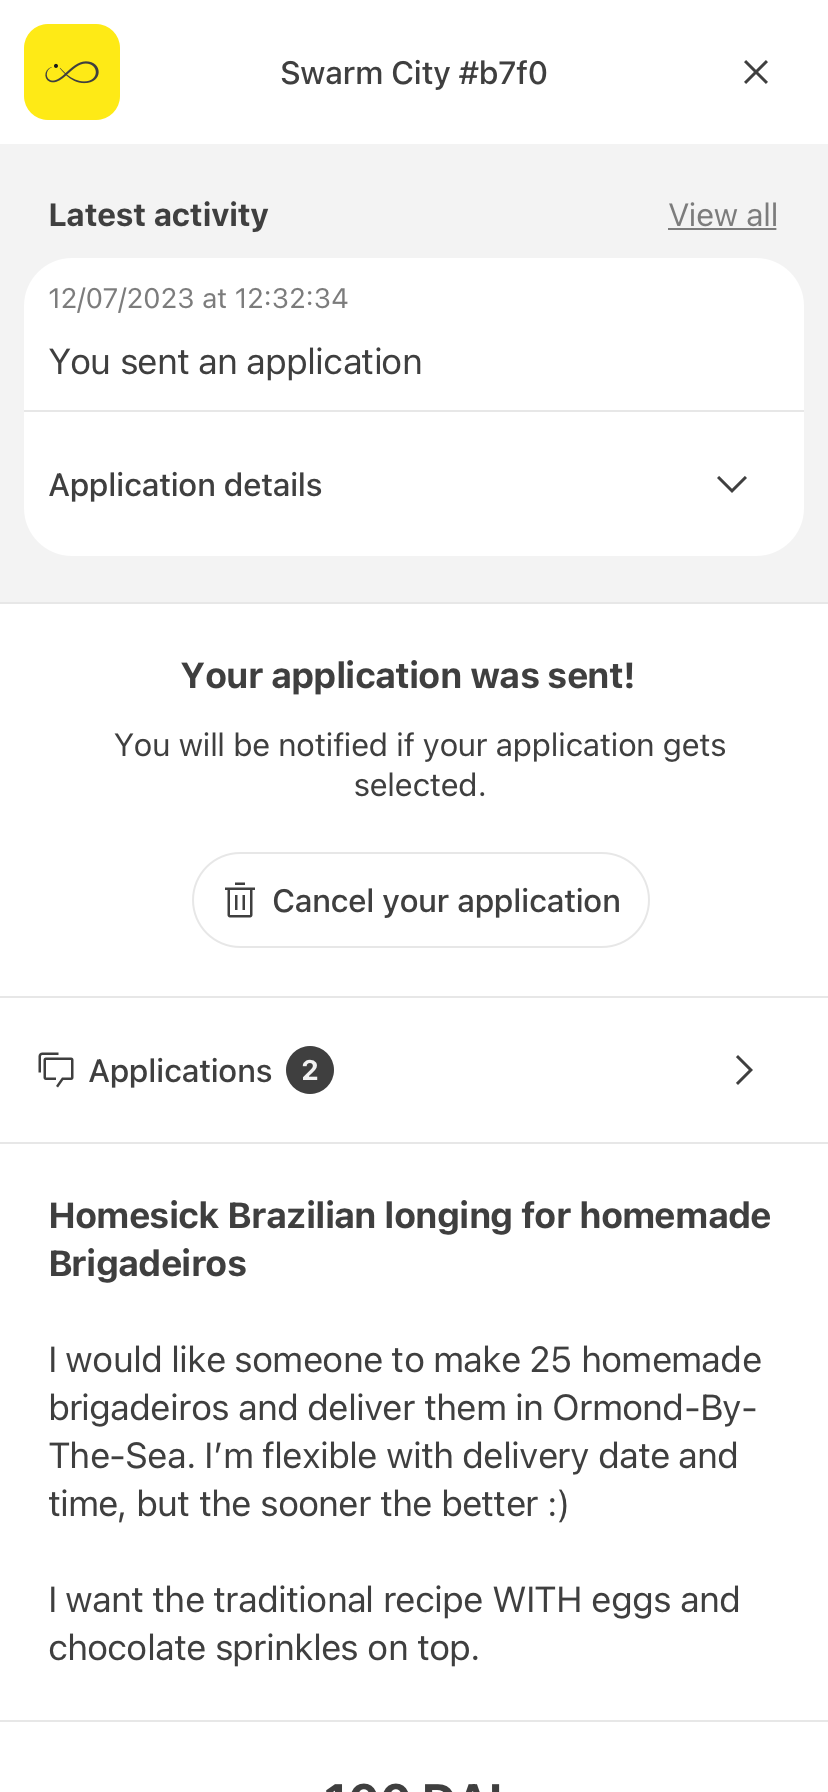 Swarm City #b7f0
Latest activity
View all
12/07/2023 at 12:32:34
You sent an application
Application details
Your application was sent!
You will be notified if your application gets
selected.
Cancel your application
Applications 2
Homesick Brazilian longing for homemade
Brigadeiros
I would like someone to make 25 homemade
brigadeiros and deliver them in Ormond-By-
The-Sea. I’m flexible with delivery date and
time, but the sooner the better :)
I want the traditional recipe WITH eggs and
chocolate sprinkles on top.